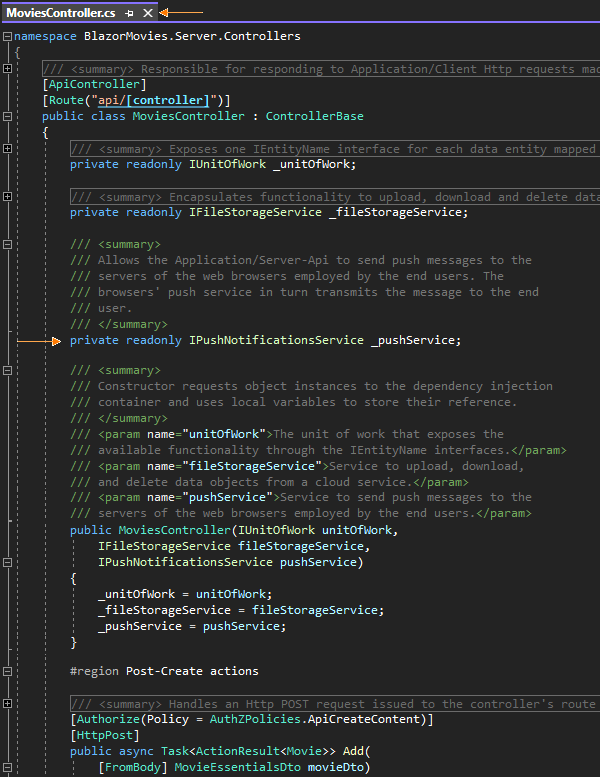 MoviesController.cs
namespace BlazorMovies.Server.Controllers
{
/// <summary> Responsible for responding to Application/Client Http requests mad
[ApiController]
[Route("api/[controller]")]
public class MoviesController : ControllerBase
{
/// <summary> Exposes one IEntityName interface for each data entity mapped
private readonly IUnitOfWork _unitOfWork;
/// <summary> Encapsulates functionality to upload, download and delete data
private readonly IFileStorageService _fileStorageService;
/// <summary>
/// Allows the Application/Server-Api to send push messages to the
/// servers of the web browsers employed by the end users. The
/// browsers' push service in turn transmits the message to the end
/// user.
/// </summary>
private readonly IPushNotificationsService _pushService;
/// <summary>
/// Constructor requests object instances to the dependency injection
/// container and uses local variables to store their reference.
/// </summary>
/// <param name="unitOfWork">The unit of work that exposes the
/// available functionality through the IEntityName interfaces.</param>
/// <param name="fileStorageService">Service to upload, download,
/// and delete data objects from a cloud service.</param>
/// <param name="pushService">Service to send push messages to the
/// servers of the web browsers employed by the end users.</param>
public MoviesController(IUnitOfWork unitOfWork,
IFileStorageService fileStorageService,
IPushNotificationsService pushService)
{
_unitOfWork = unitOfWork;
_fileStorageService = fileStorageService;
_pushService = pushService;
}
#region Post-Create actions
/// <summary> Handles an Http POST request issued to the controller's route
[Authorize(Policy = AuthZPolicies.ApiCreateContent)]
[HttpPost]
public async Task<ActionResult<Movie>> Add(
[FromBody] MovieEssentialsDto movieDto)